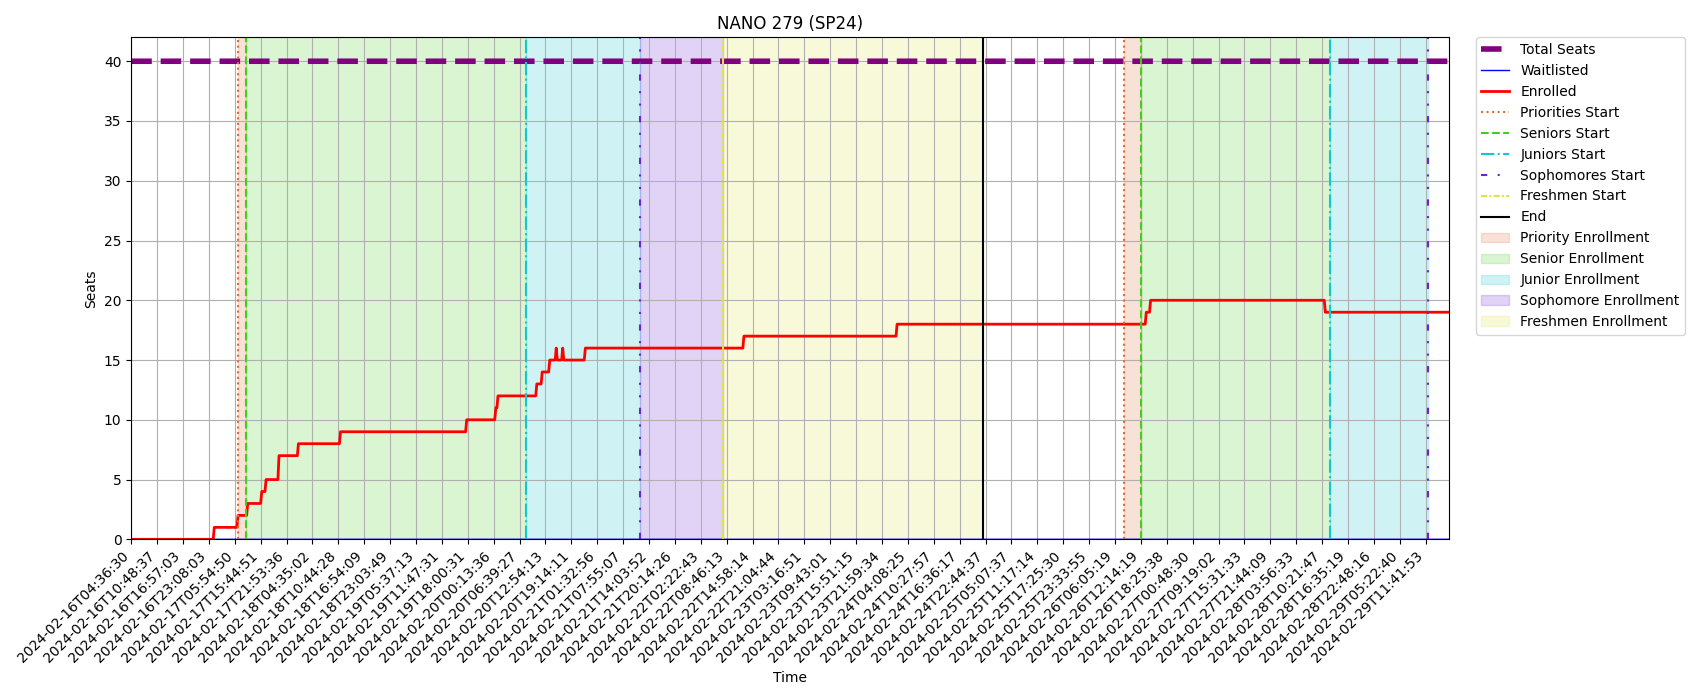 NANO 279 (SP24)
Seats
40
35
30
25
20
15
10
5
0
2024-02-16T04:36:30
2024-02-16T10:48:37
2024-02-16T16:57:03
2024-02-16T23:08:03
2024-02-17T05:54:50
2024-02-17T15:44:51
2024-02-17T21:53:36
2024-02-18T04:35:02
2024-02-18T10:44:28
2024-02-18T16:54:09
2024-02-18T23:03:49
2024-02-19T05:37:13
2024-02-19T11:47:31
2024-02-19T18:00:31
2024-02-20T00:13:36
2024-02-20T06:39:27
2024-02-20T12:54:13
2024-02-20T19:14:11
2024-02-21T01:32:56
2024-02-21T07:55:07
2024-02-21T14:03:52
2024-02-21T20:14:26
2024-02-22T02:22:43
2024-02-22T08:46:13
2024-02-22T14:58:14
2024-02-22T21:04:44
2024-02-23T03:16:51
2024-02-23T09:43:01
2024-02-23T15:51:15
2024-02-23T21:59:34
2024-02-24T04:08:25
2024-02-24T10:27:57
2024-02-24T16:36:17
2024-02-24T22:44:37
2024-02-25T05:07:37
2024-02-25T11:17:14
2024-02-25T17:25:30
2024-02-25T23:33:55
2024-02-26T06:05:19
2024-02-26T12:14:19
2024-02-26T18:25:38
2024-02-27T00:48:30
2024-02-27T09:19:02
2024-02-27T15:31:33
2024-02-27T21:44:09
2024-02-28T03:56:33
2024-02-28T10:21:47
2024-02-28T16:35:19
2024-02-28T22:48:16
2024-02-29T05:22:40
2024-02-29T11:41:53
Time
Total Seats
Waitlisted
Enrolled
Priorities Start
Seniors Start
Juniors Start
Sophomores Start
Freshmen Start
End
Priority Enrollment
Senior Enrollment
Junior Enrollment
Sophomore Enrollment
Freshmen Enrollment